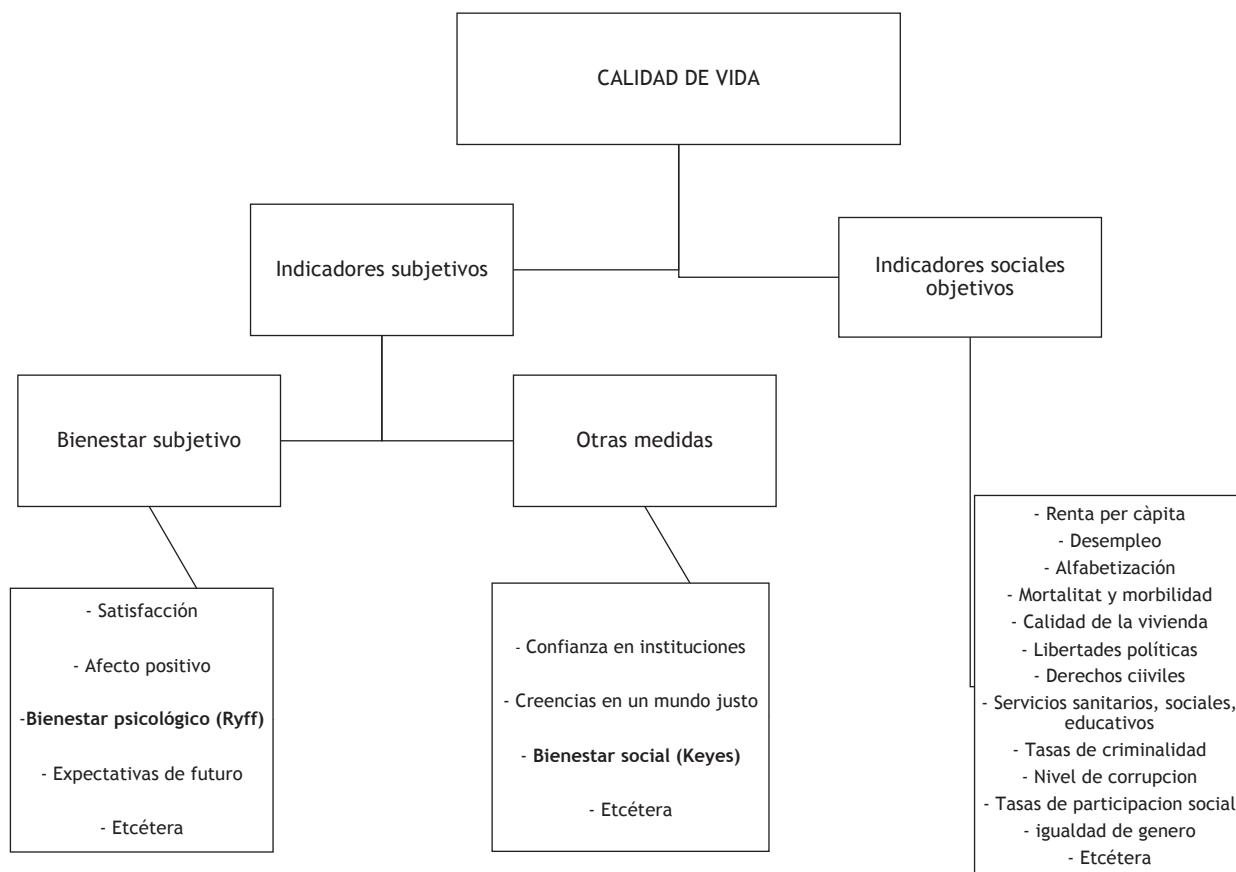 CALIDAD DE VIDA
Indicadores subjetivos
Indicadores sociales
objetivos
Bienestar subjetivo
Otras medidas
- Satisfacción
- Afecto positivo
-Bienestar psicológico (Ryff)
- Expectativas de futuro
- Etcétera
- Confianza en instituciones
- Creencias en un mundo justo
- Bienestar social (Keyes)
- Etcétera
- Renta per càpita
- Desempleo
- Alfabetización
- Mortalitat y morbilidad
- Calidad de la vivienda
- Libertades políticas
- Derechos ciiviles
- Servicios sanitarios, sociales,
educativos
- Tasas de criminalidad
- Nivel de corrupcion
- Tasas de participacion social
- igualdad de genero
- Etcétera